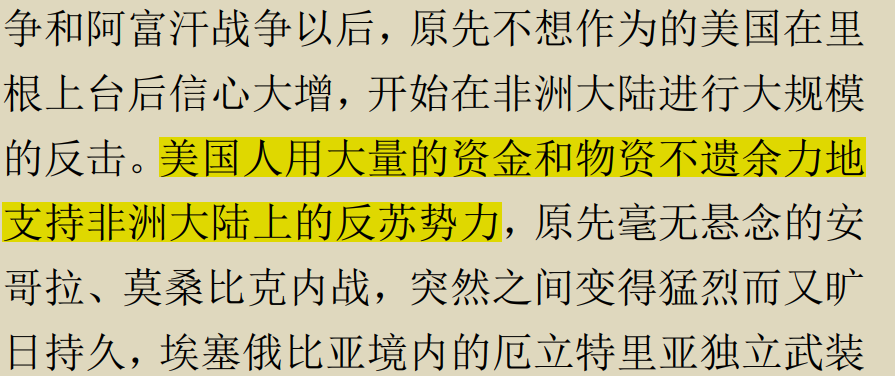 争和阿富汗战争以后，原先不想作为的美国在里
根上台后信心大增，开始在非洲大陆进行大规模
的反击。美国人用大量的资金和物资不遗余力地
支持非洲大陆上的反苏势力，原先毫无悬念的安
哥拉、莫桑比克内战，突然之间变得猛烈而又旷
日持久，埃塞俄比亚境内的厄立特里亚独立武装